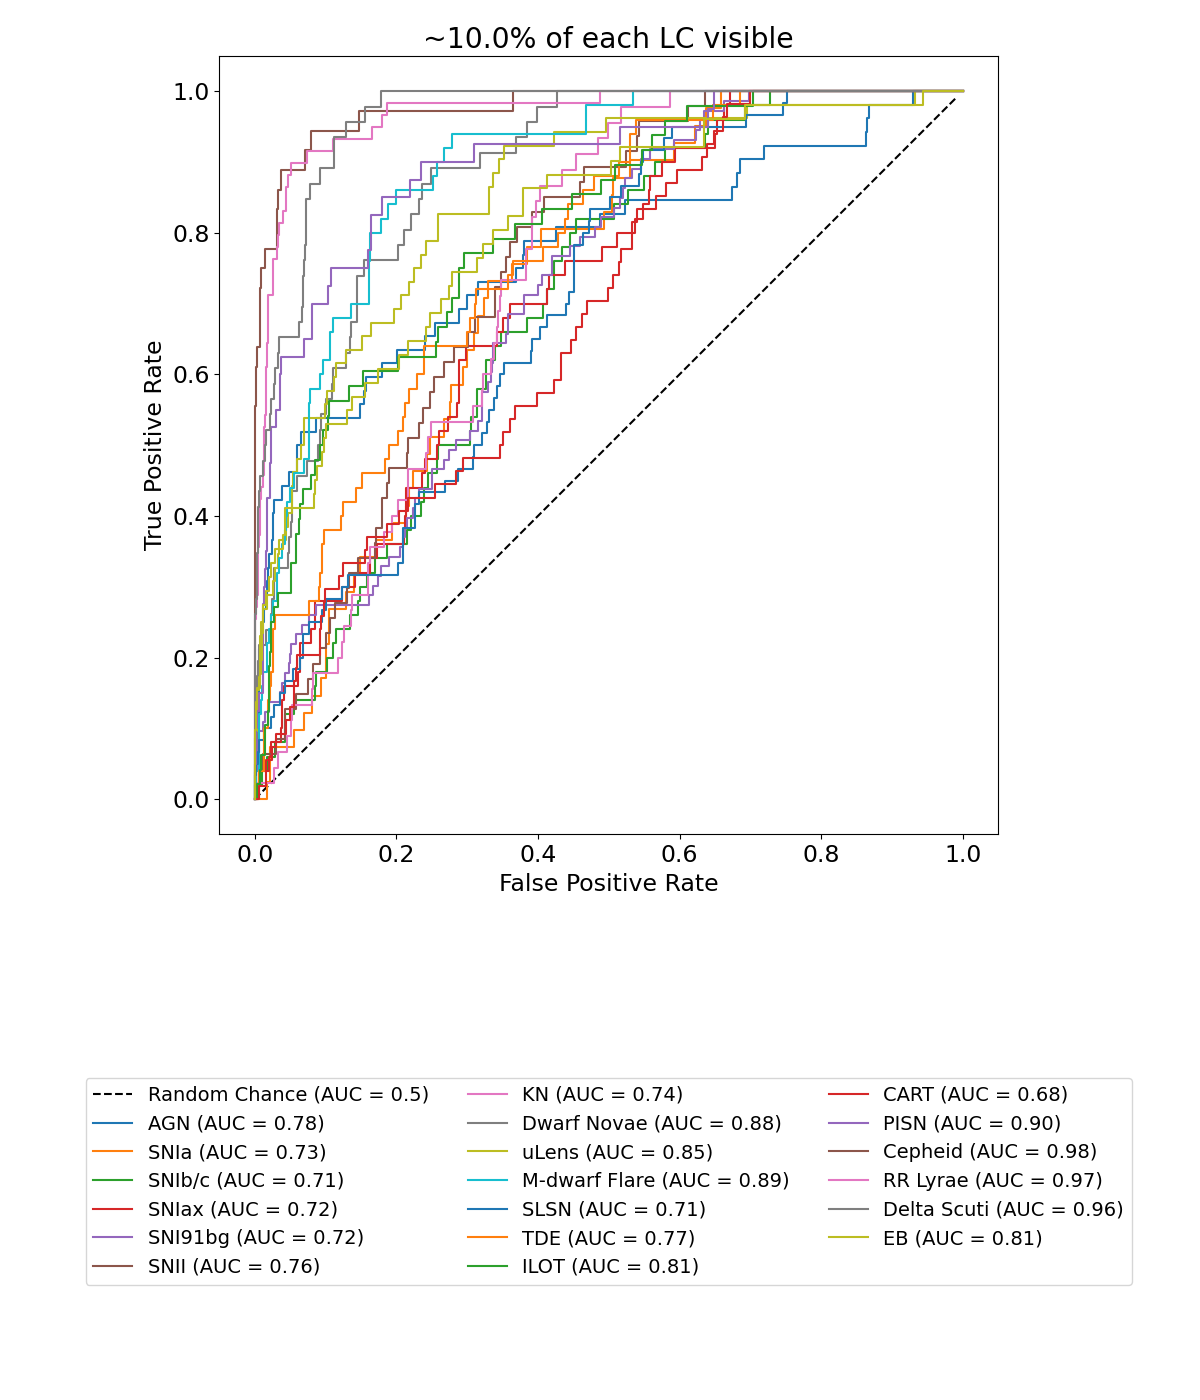 ~10.0% of each LC visible
1.0
0.8
0.6
0.4
0.2
0.0
True Positive Rate
0.0 0.2 0.4 0.6 0.8 1.0
False Positive Rate
Random Chance (AUC = 0.5)
AGN (AUC = 0.78)
SNIa (AUC = 0.73)
SNIb/c (AUC = 0.71)
SNIax (AUC = 0.72)
SNI91bg (AUC = 0.72)
SNII (AUC = 0.76)
KN (AUC = 0.74)
Dwarf Novae (AUC = 0.88)
uLens (AUC = 0.85)
M-dwarf Flare (AUC = 0.89)
SLSN (AUC = 0.71)
TDE (AUC = 0.77)
ILOT (AUC = 0.81)
CART (AUC = 0.68)
PISN (AUC = 0.90)
Cepheid (AUC = 0.98)
RR Lyrae (AUC = 0.97)
Delta Scuti (AUC = 0.96)
EB (AUC = 0.81)